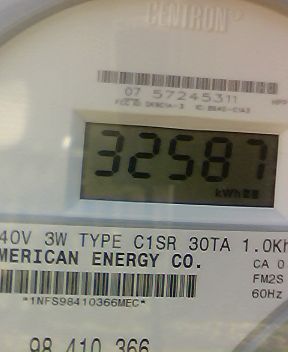 CENTRON®
07 57245311
32587
kWh
40V 3W TYPE C1SR 30TA 1.0Kh
MERICAN ENERGY CO.
CA 0
FM2S
*1NFS98410366MEC*
60Hz
98 410 366